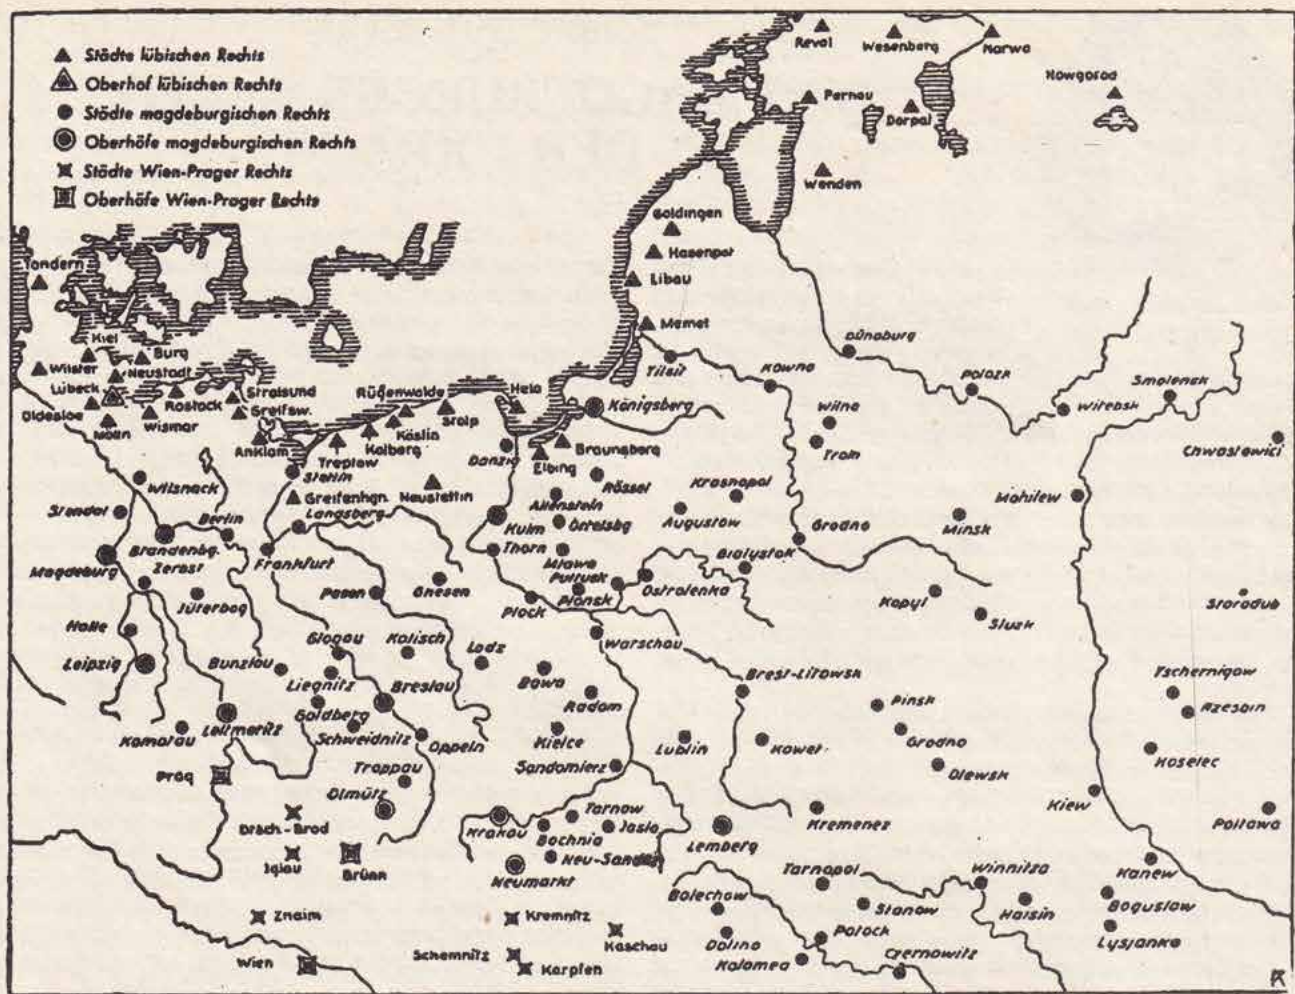 Städte lübischen Rechts
Oberhof lübischen Rechts
Städte magdeburgischen Rechts
Oberhöfe magdeburgischen Rechts
Städte Wien-Prager Rechts
Oberhöfe Wien-Prager Rechts
Reval
Wesenberg
Narwa
Nowgorod
Pernau
Dorpat
Wenden
Goldingen
Hasenpot
Libau
Memel
Tondern
Kiel
Burg
Wilster
Neustadt
Lübeck
Oldesloe
Mölln
Wismar
Rostock
Stralsund
Greifsw.
Anklam
Rügenwalde
Stolp
Hela
Köslin
Kolberg
Treptow
Stettin
Greifenhgn.
Neustettin
Langsberg
Königsberg
Tilsit
Kowno
Dünaburg
Polozk
Witebsk
Smolensk
Wilna
Trok
Chwastowici
Danzig
Elbing
Braunsberg
Rössel
Allenstein
Ortelsbg
Krasnopol
Augustow
Grodno
Minsk
Mohilew
Wilsnack
Stendal
Berlin
Brandenbg.
Magdeburg
Zerbst
Jüterbog
Frankfurt
Posen
Gnesen
Kulm
Thorn
Mlawa
Pultusk
Plonsk
Plock
Ostrolenka
Bialystok
Kopyl
Sluzk
Starodub
Halle
Leipzig
Bunzlau
Glogau
Kalisch
Lodz
Warschau
Liegnitz
Breslau
Rawa
Radom
Brest-Litowsk
Pinsk
Tschernigow
Rzesain
Komotau
Leitmeritz
Goldberg
Schweidnitz
Oppeln
Kielce
Lublin
Kowel
Grodno
Koselec
Prag
Troppau
Sandomierz
Olewsk
Olmütz
Kiew
Dtsch-Brod
Krakau
Tarnow
Bochnia
Jaslo
Lemberg
Kremenez
Poltawa
Iglau
Brünn
Neumarkt
Neu-Sandez
Tarnopol
Winnitza
Kanew
Bolechow
Stanow
Haisin
Boguslaw
Znaim
Kremnitz
Kaschau
Dolina
Potock
Lysjanka
Wien
Schemnitz
Karpfen
Kolomea
Czernowitz